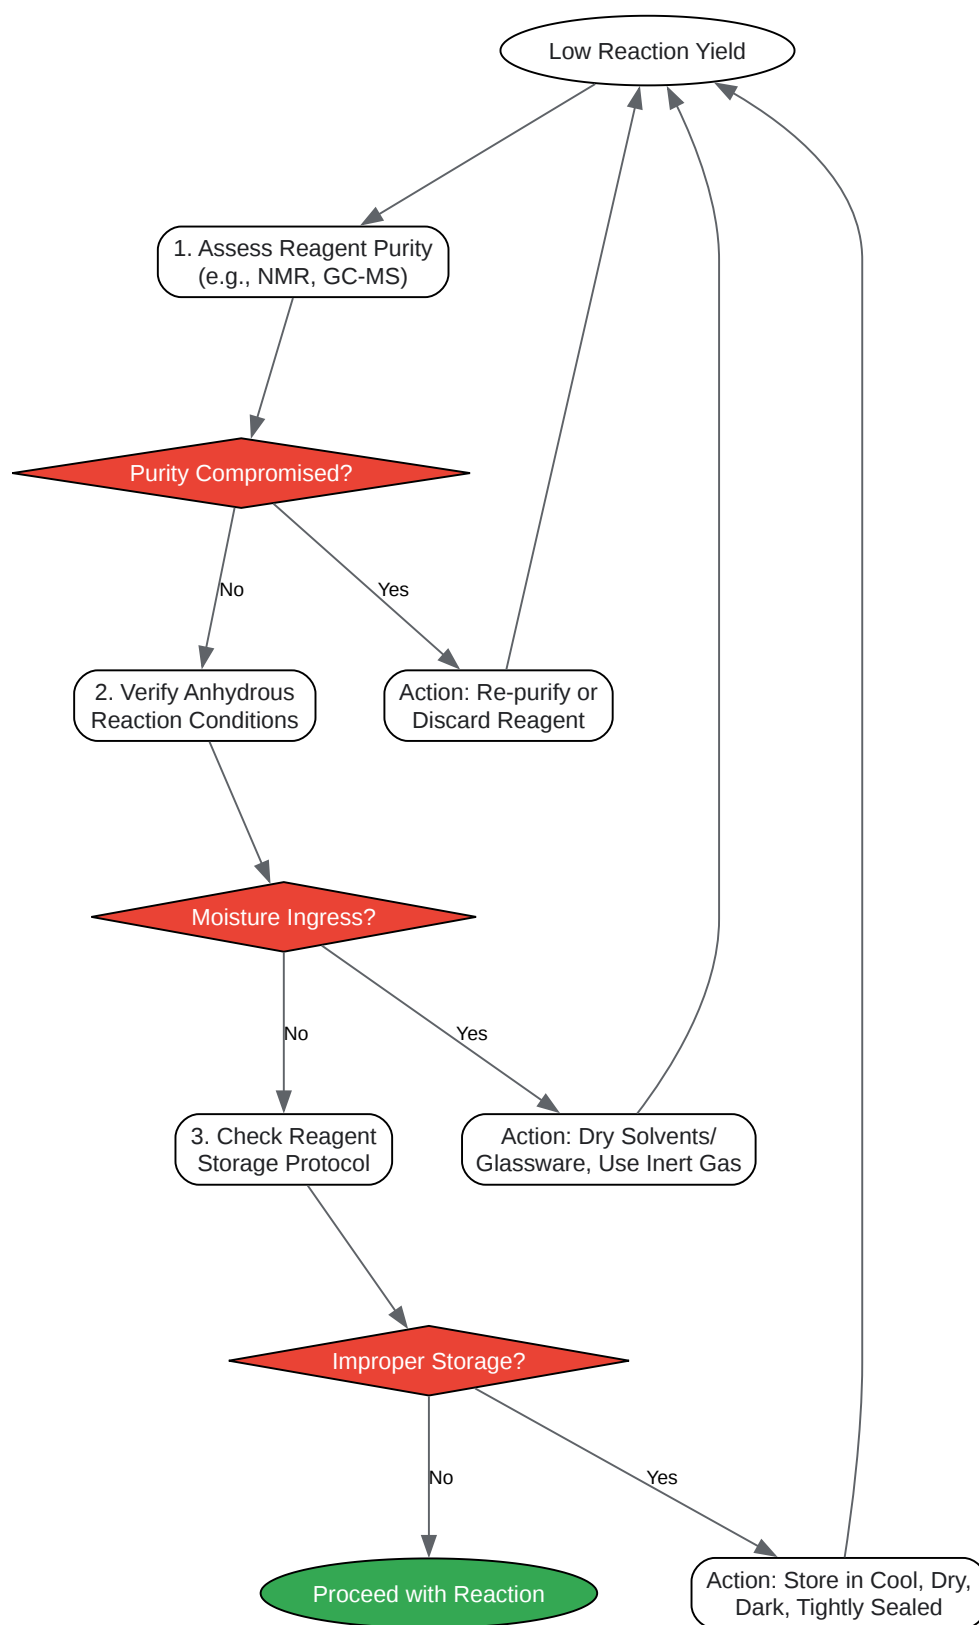 Low Reaction Yield
1. Assess Reagent Purity
(e.g., NMR, GC-MS)
Purity Compromised?
No
Yes
2. Verify Anhydrous
Reaction Conditions
Action: Re-purify or
Discard Reagent
Moisture Ingress?
No
Yes
3. Check Reagent
Storage Protocol
Action: Dry Solvents/
Glassware, Use Inert Gas
Improper Storage?
No
Yes
Proceed with Reaction
Action: Store in Cool, Dry,
Dark, Tightly Sealed